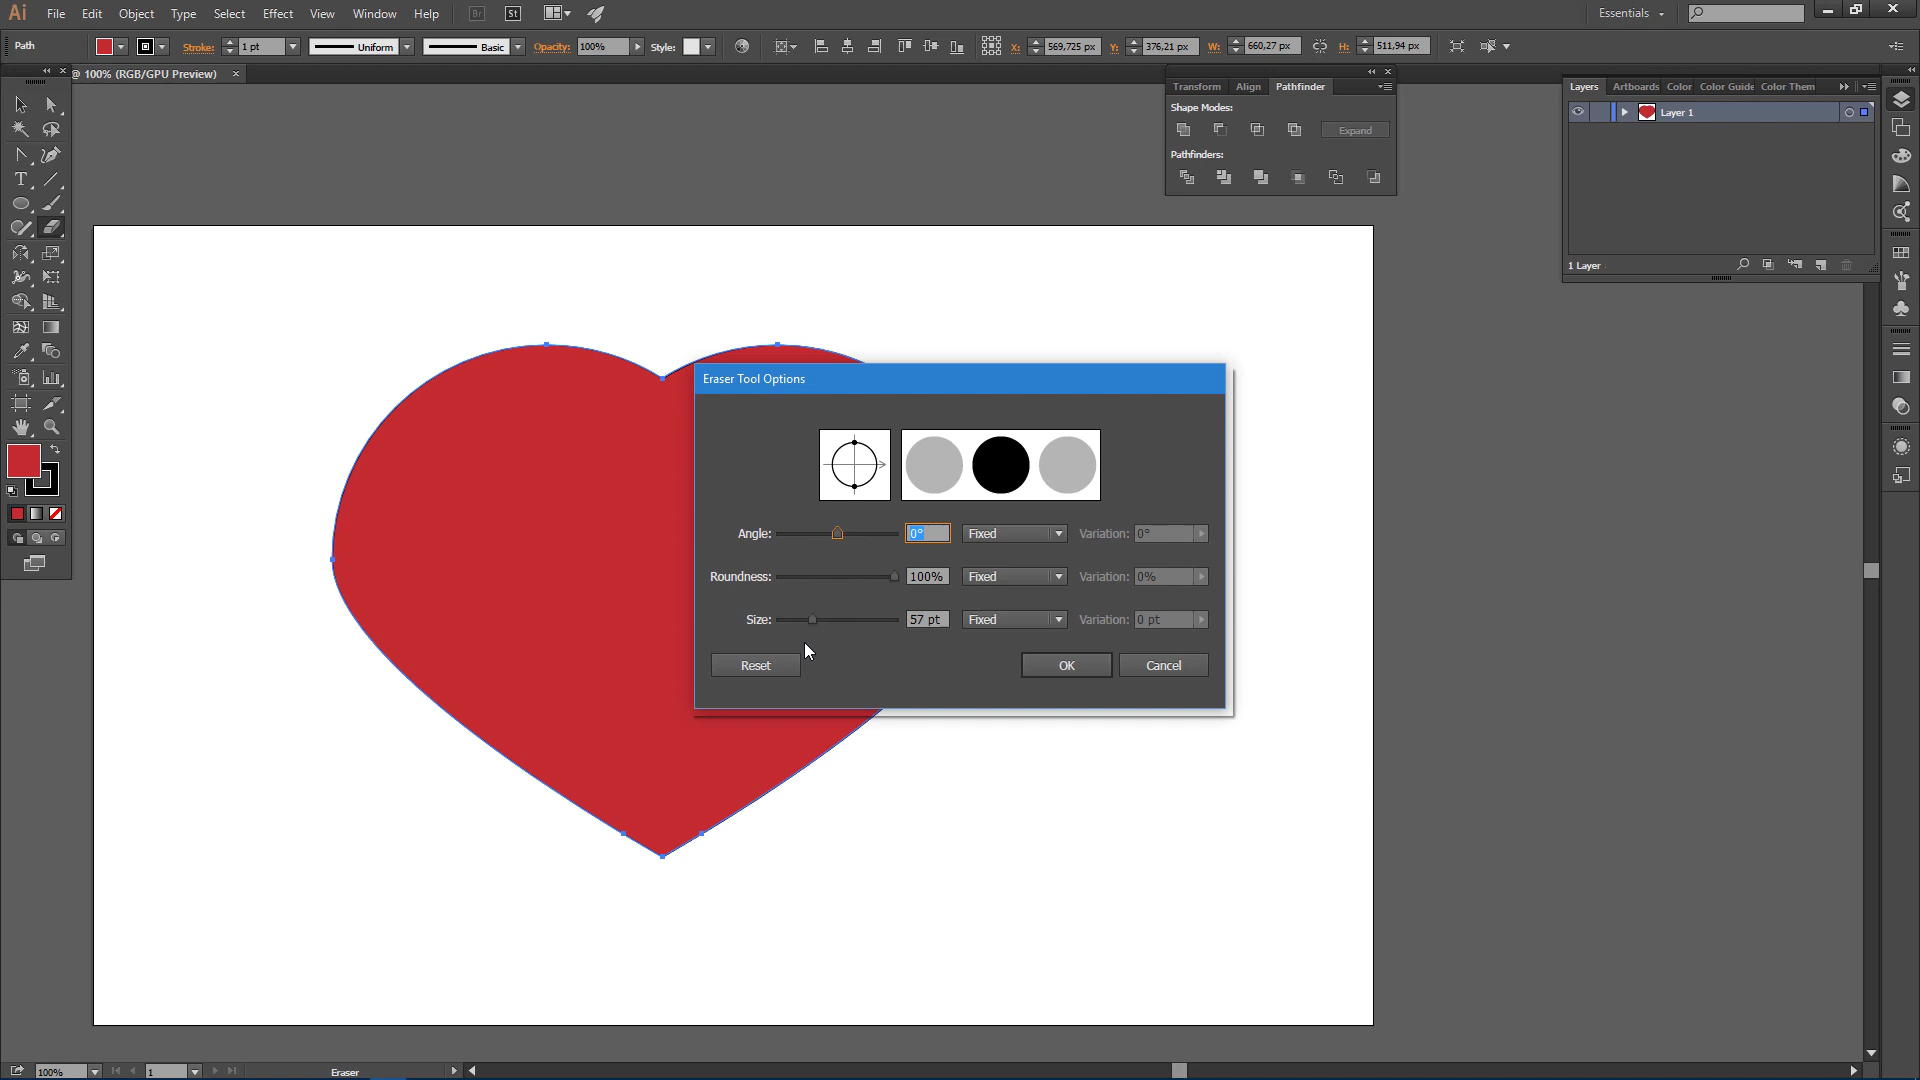 Ai File Edit Object Type Select Effect View Window Help Br St Essentials
Path Stroke: 1 pt Uniform Basic Opacity: 100% Style: X: 569,725 px Y: 376,21 px W: 660,27 px H: 511,94 px
@ 100% (RGB/GPU Preview)
Transform Align Pathfinder
Shape Modes:
Expand
Pathfinders:
Layers Artboards Color Color Guide Color Them
Layer 1
1 Layer
Eraser Tool Options
Angle: 0° Fixed Variation: 0°
Roundness: 100% Fixed Variation: 0%
Size: 57 pt Fixed Variation: 0 pt
Reset OK Cancel
100% 1 Eraser